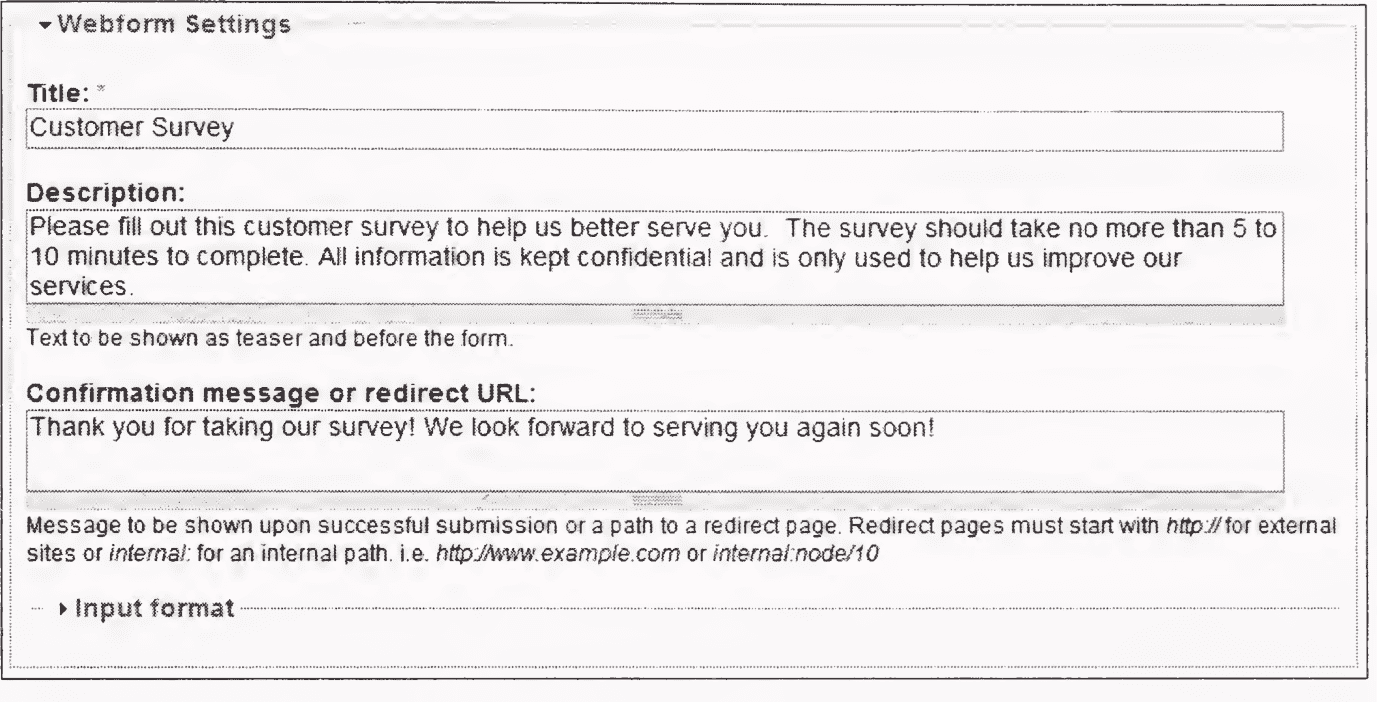 Webform Settings
Title: *
Customer Survey
Description:
Please fill out this customer survey to help us better serve you.  The survey should take no more than 5 to
10 minutes to complete. All information is kept confidential and is only used to help us improve our
services.
Text to be shown as teaser and before the form.
Confirmation message or redirect URL:
Thank you for taking our survey! We look forward to serving you again soon!
Message to be shown upon successful submission or a path to a redirect page. Redirect pages must start with http:// for external
sites or internal: for an internal path. i.e. http://www.example.com or internal:node/10
Input format